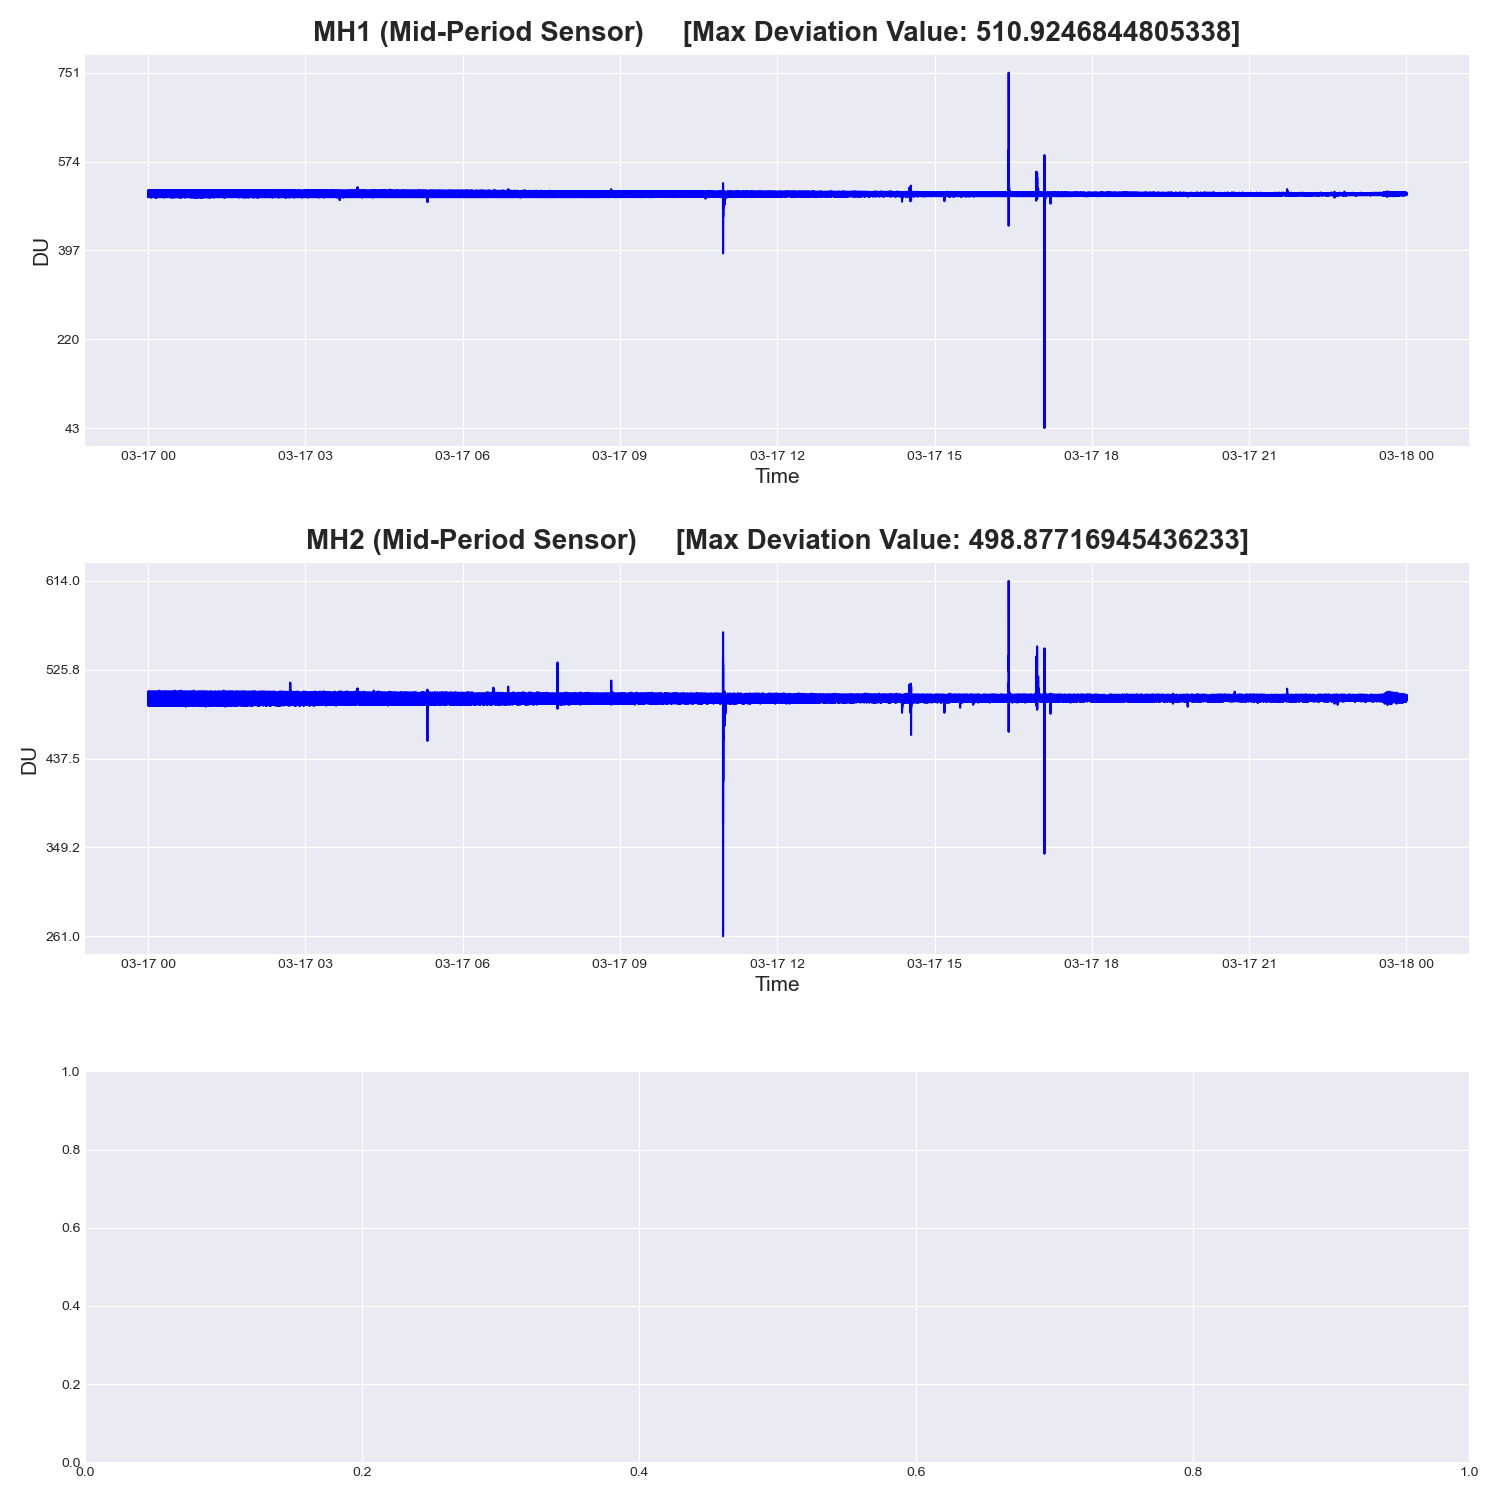 MH1 (Mid-Period Sensor) [Max Deviation Value: 510.9246844805338]
751
574
397
220
43
DU
03-17 00 03-17 03 03-17 06 03-17 09 03-17 12 03-17 15 03-17 18 03-17 21 03-18 00
Time
MH2 (Mid-Period Sensor) [Max Deviation Value: 498.87716945436233]
614.0
525.8
437.5
349.2
261.0
DU
03-17 00 03-17 03 03-17 06 03-17 09 03-17 12 03-17 15 03-17 18 03-17 21 03-18 00
Time
1.0
0.8
0.6
0.4
0.2
0.0
0.0 0.2 0.4 0.6 0.8 1.0